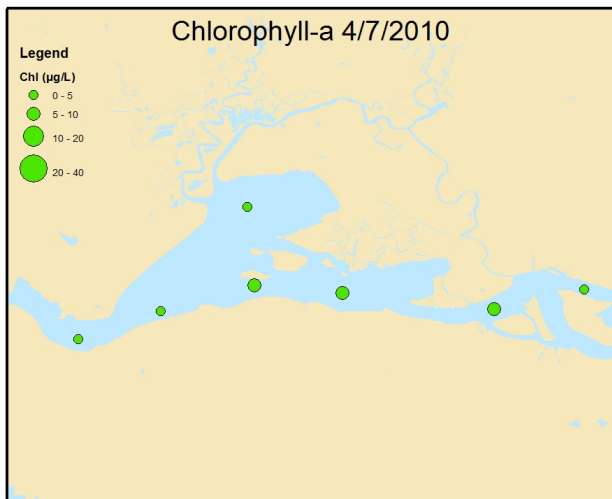 Chlorophyll-a 4/7/2010
Legend
Chl (µg/L)
0 - 5
5 - 10
10 - 20
20 - 40